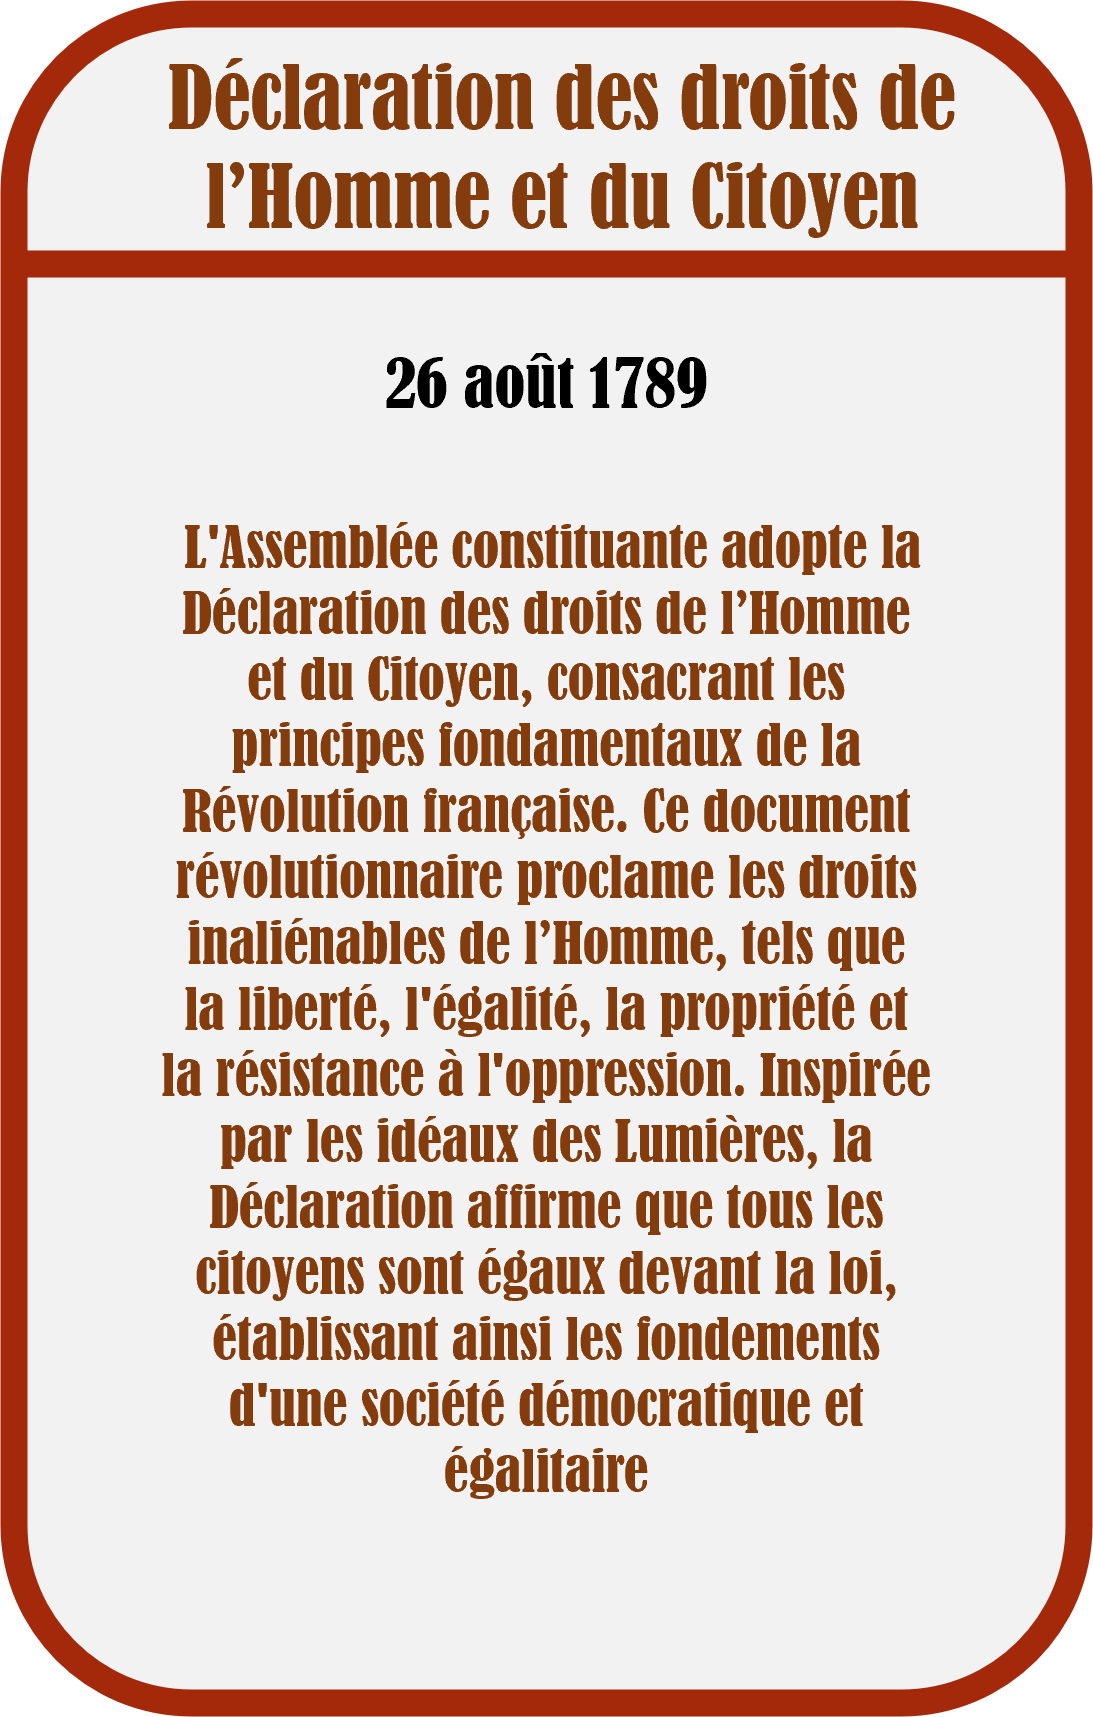 Déclaration des droits de
l’Homme et du Citoyen
26 août 1789
L'Assemblée constituante adopte la
Déclaration des droits de l’Homme
et du Citoyen, consacrant les
principes fondamentaux de la
Révolution française. Ce document
révolutionnaire proclame les droits
inaliénables de l’Homme, tels que
la liberté, l'égalité, la propriété et
la résistance à l'oppression. Inspirée
par les idéaux des Lumières, la
Déclaration affirme que tous les
citoyens sont égaux devant la loi,
établissant ainsi les fondements
d'une société démocratique et
égalitaire